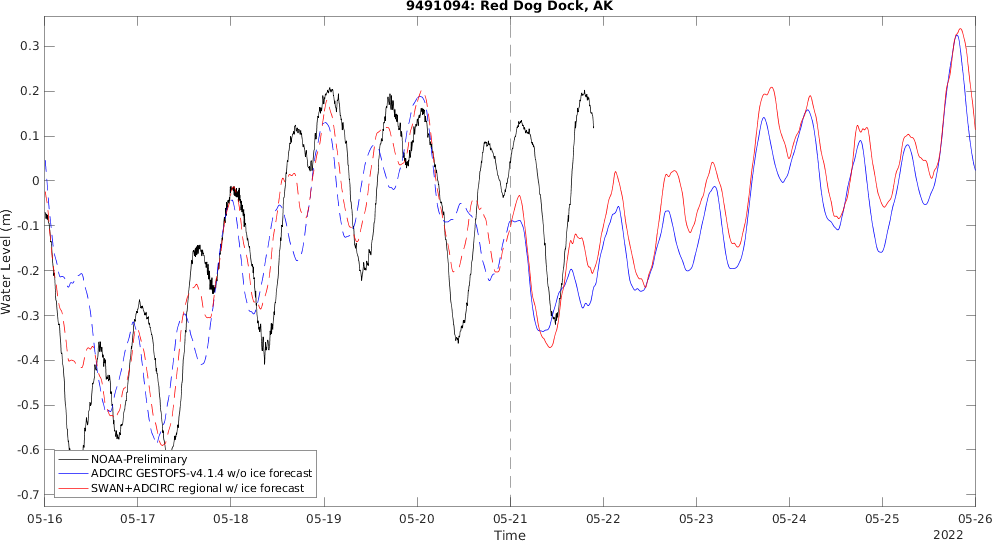 9491094: Red Dog Dock, AK
Water Level (m)
0.3
0.2
0.1
0
-0.1
-0.2
-0.3
-0.4
-0.5
-0.6
-0.7
NOAA-Preliminary
ADCIRC GESTOFS-v4.1.4 w/o ice forecast
SWAN+ADCIRC regional w/ ice forecast
05-16 05-17 05-18 05-19 05-20 05-21 05-22 05-23 05-24 05-25 05-26
Time 2022